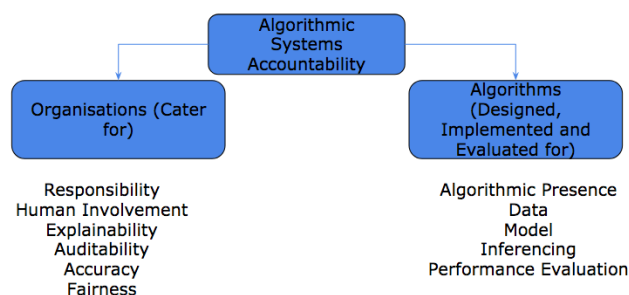 Algorithmic
Systems
Accountability
Organisations (Cater
for)
Algorithms
(Designed,
Implemented and
Evaluated for)
Responsibility
Human Involvement
Explainability
Auditability
Accuracy
Fairness
Algorithmic Presence
Data
Model
Inferencing
Performance Evaluation